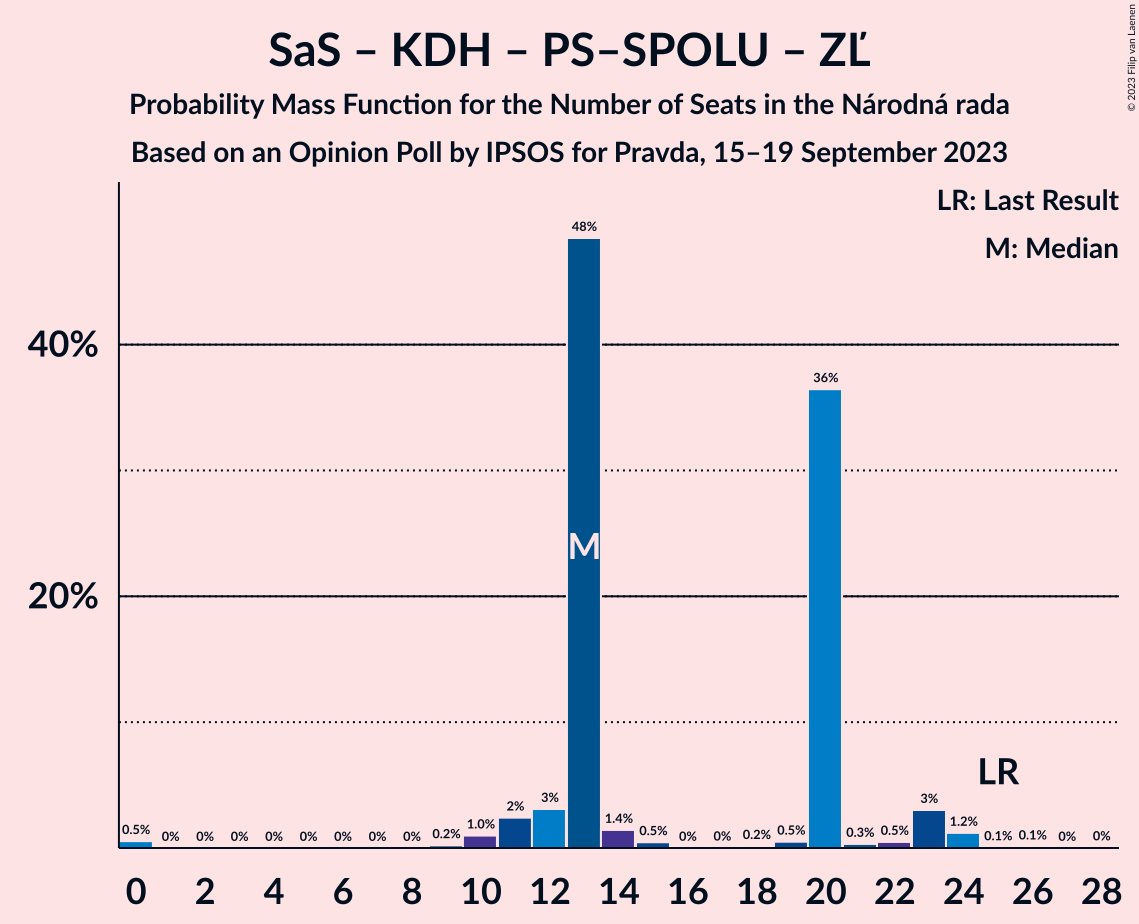 SaS – KDH – PS–SPOLU – ZĽ
Probability Mass Function for the Number of Seats in the Národná rada
Based on an Opinion Poll by IPSOS for Pravda, 15–19 September 2023
© 2023 Filip van Laenen
LR: Last Result
M: Median
40%
20%
0.5% 0% 0% 0% 0% 0% 0% 0% 0% 0.2% 1.0% 2% 3% 48% 1.4% 0.5% 0% 0% 0.2% 0.5% 36% 0.3% 0.5% 3% 1.2% 0.1% 0.1% 0% 0%
M
LR
0 2 4 6 8 10 12 14 16 18 20 22 24 26 28